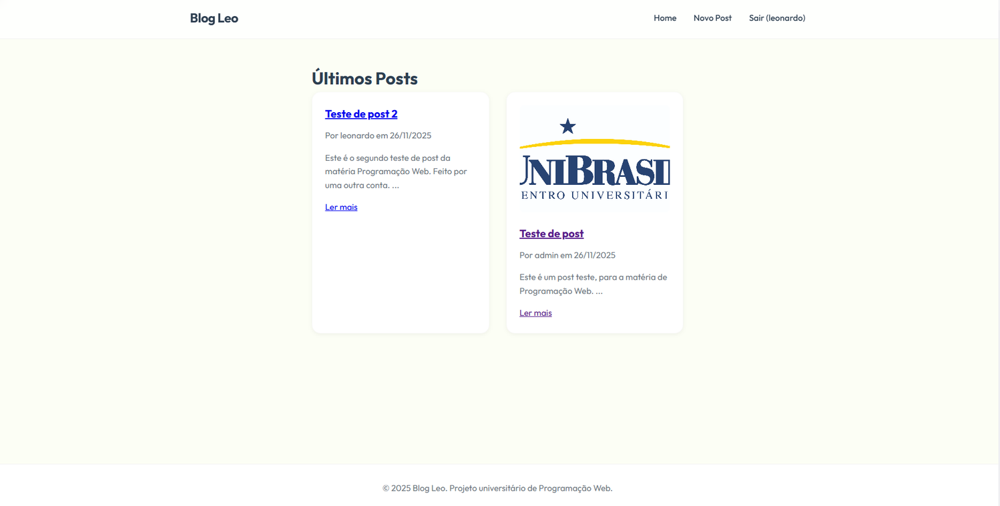 Blog Leo
Home Novo Post Sair (leonardo)
Últimos Posts
Teste de post 2
Por leonardo em 26/11/2025
Este é o segundo teste de post da
matéria Programação Web. Feito por
uma outra conta. ...
Ler mais
UNIBRASI
ENTRO UNIVERSITÁRI
Teste de post
Por admin em 26/11/2025
Este é um post teste, para a matéria de
Programação Web. ...
Ler mais
© 2025 Blog Leo. Projeto universitário de Programação Web.